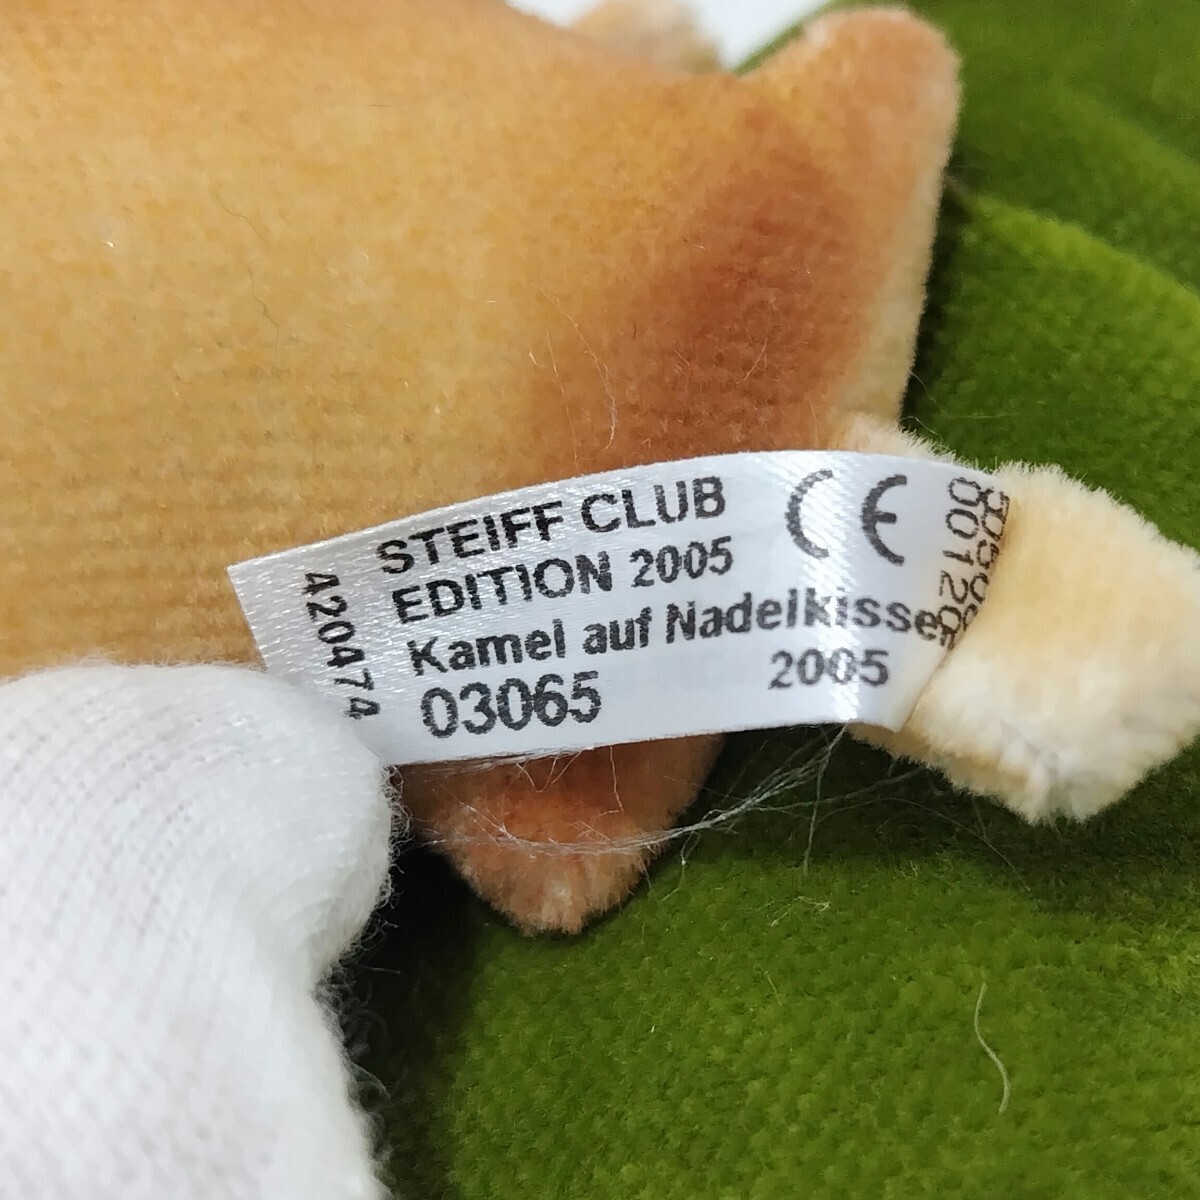 STEIFF CLUB
EDITION 2005
Kamel auf Nadelkisse
03065
2005
CE
420474